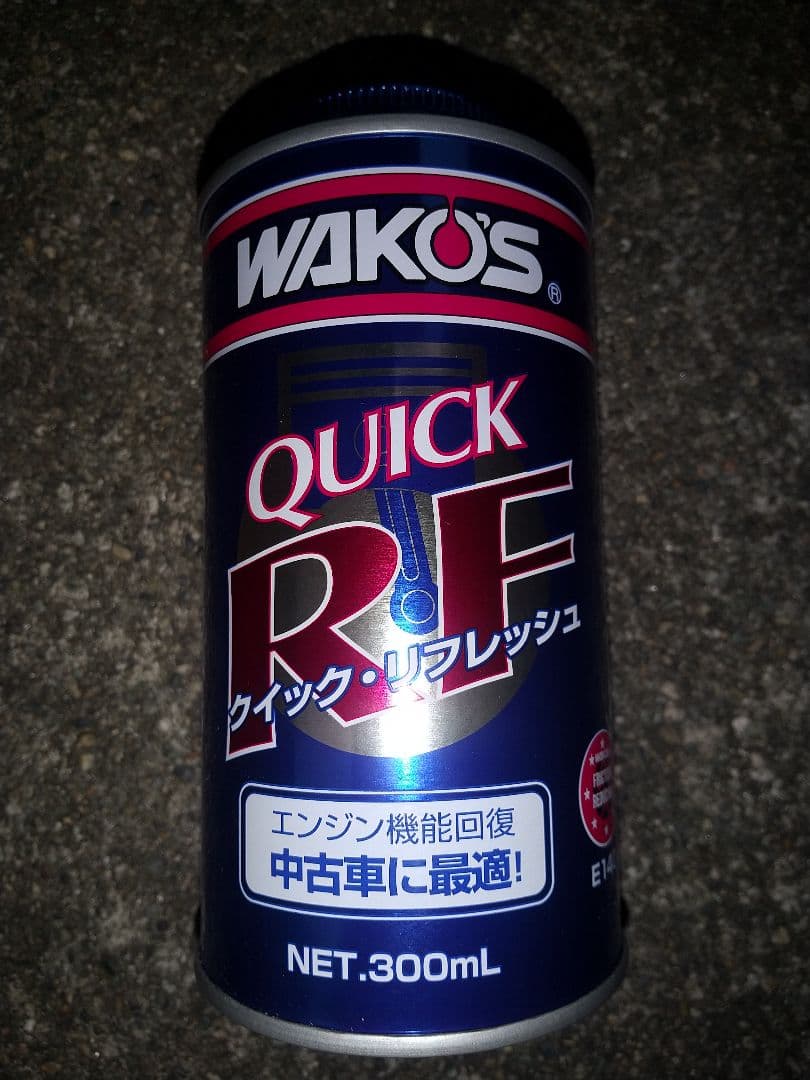 WAKO'S®
QUICK
RF
クイック・リフレッシュ
エンジン機能回復
中古車に最適!
NET.300mL